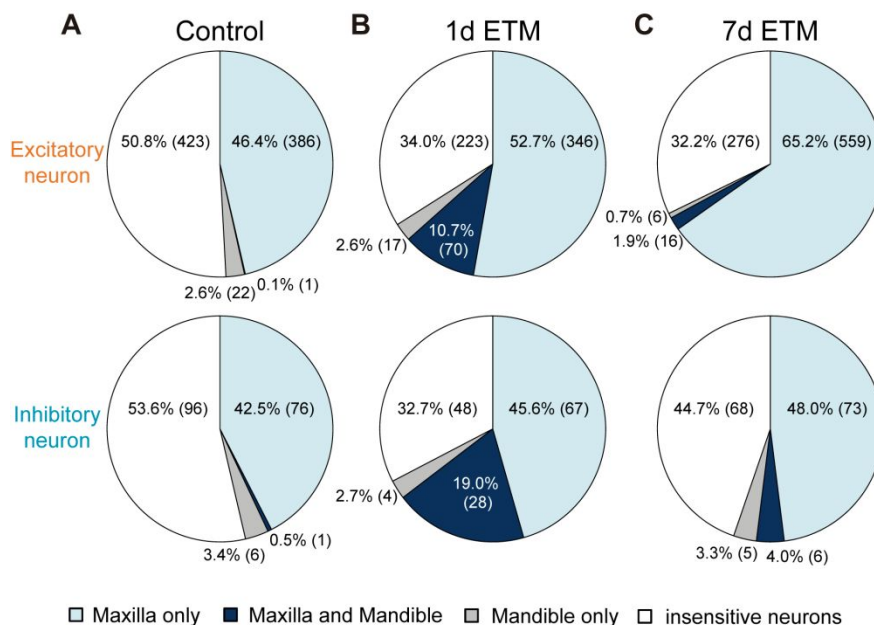 A Control B 1d ETM C 7d ETM
Excitatory
neuron
50.8% (423) 46.4% (386)
2.6% (22) 0.1% (1)
34.0% (223) 52.7% (346)
2.6% (17) 10.7%
(70)
32.2% (276) 65.2% (559)
0.7% (6)
1.9% (16)
Inhibitory
neuron
53.6% (96) 42.5% (76)
3.4% (6) 0.5% (1)
32.7% (48) 45.6% (67)
2.7% (4) 19.0%
(28)
44.7% (68) 48.0% (73)
3.3% (5) 4.0% (6)
Maxilla only Maxilla and Mandible Mandible only insensitive neurons